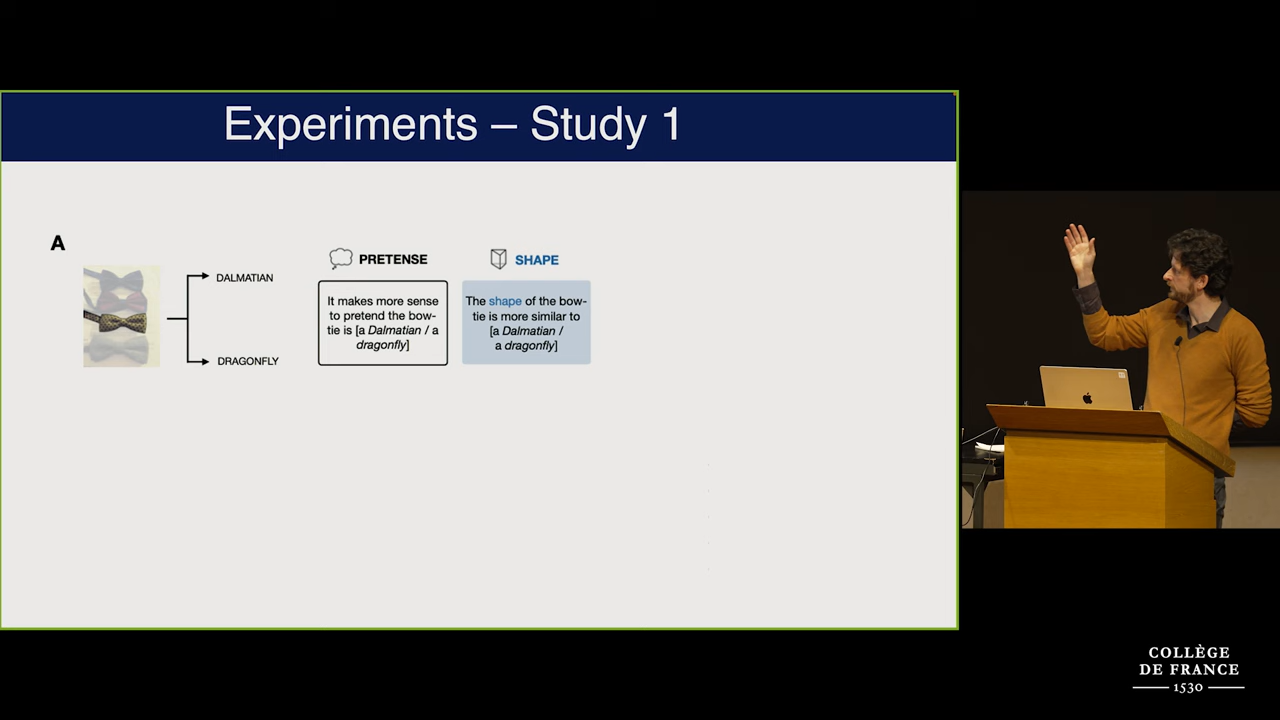 Experiments – Study 1
A
DALMATIAN
DRAGONFLY
PRETENSE
It makes more sense
to pretend the bow-
tie is [a Dalmatian / a
dragonfly]
SHAPE
The shape of the bow-
tie is more similar to
[a Dalmatian /
a dragonfly]
COLLÈGE
DE FRANCE
1530